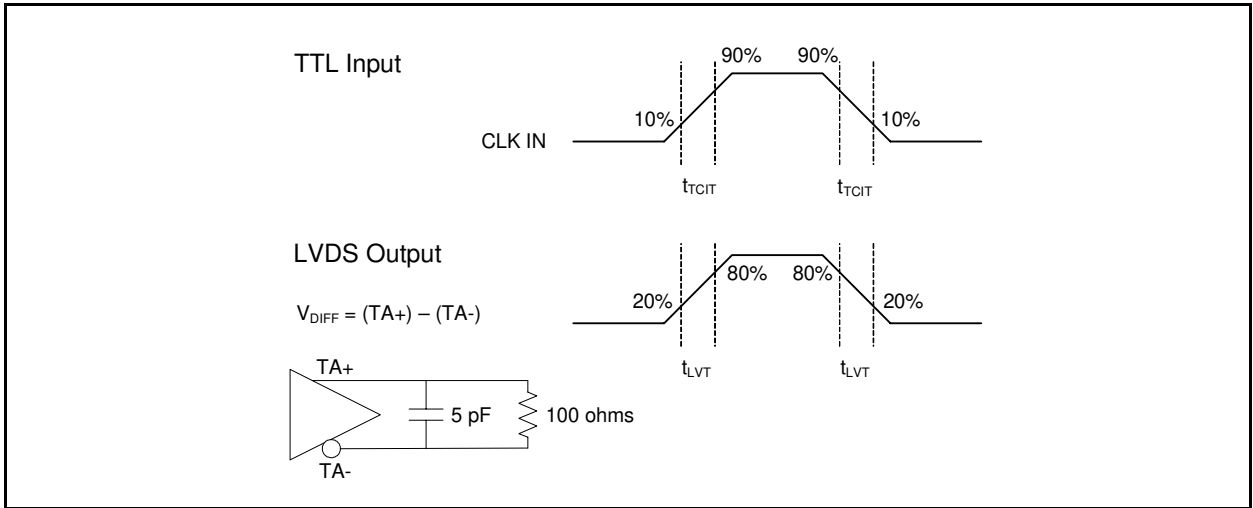 TTL Input
90% 90%
10% 10%
CLK IN
tTCIT tTCIT
LVDS Output
80% 80%
20% 20%
VDIFF = (TA+) – (TA-)
tLVT tLVT
TA+
5 pF 100 ohms
TA-